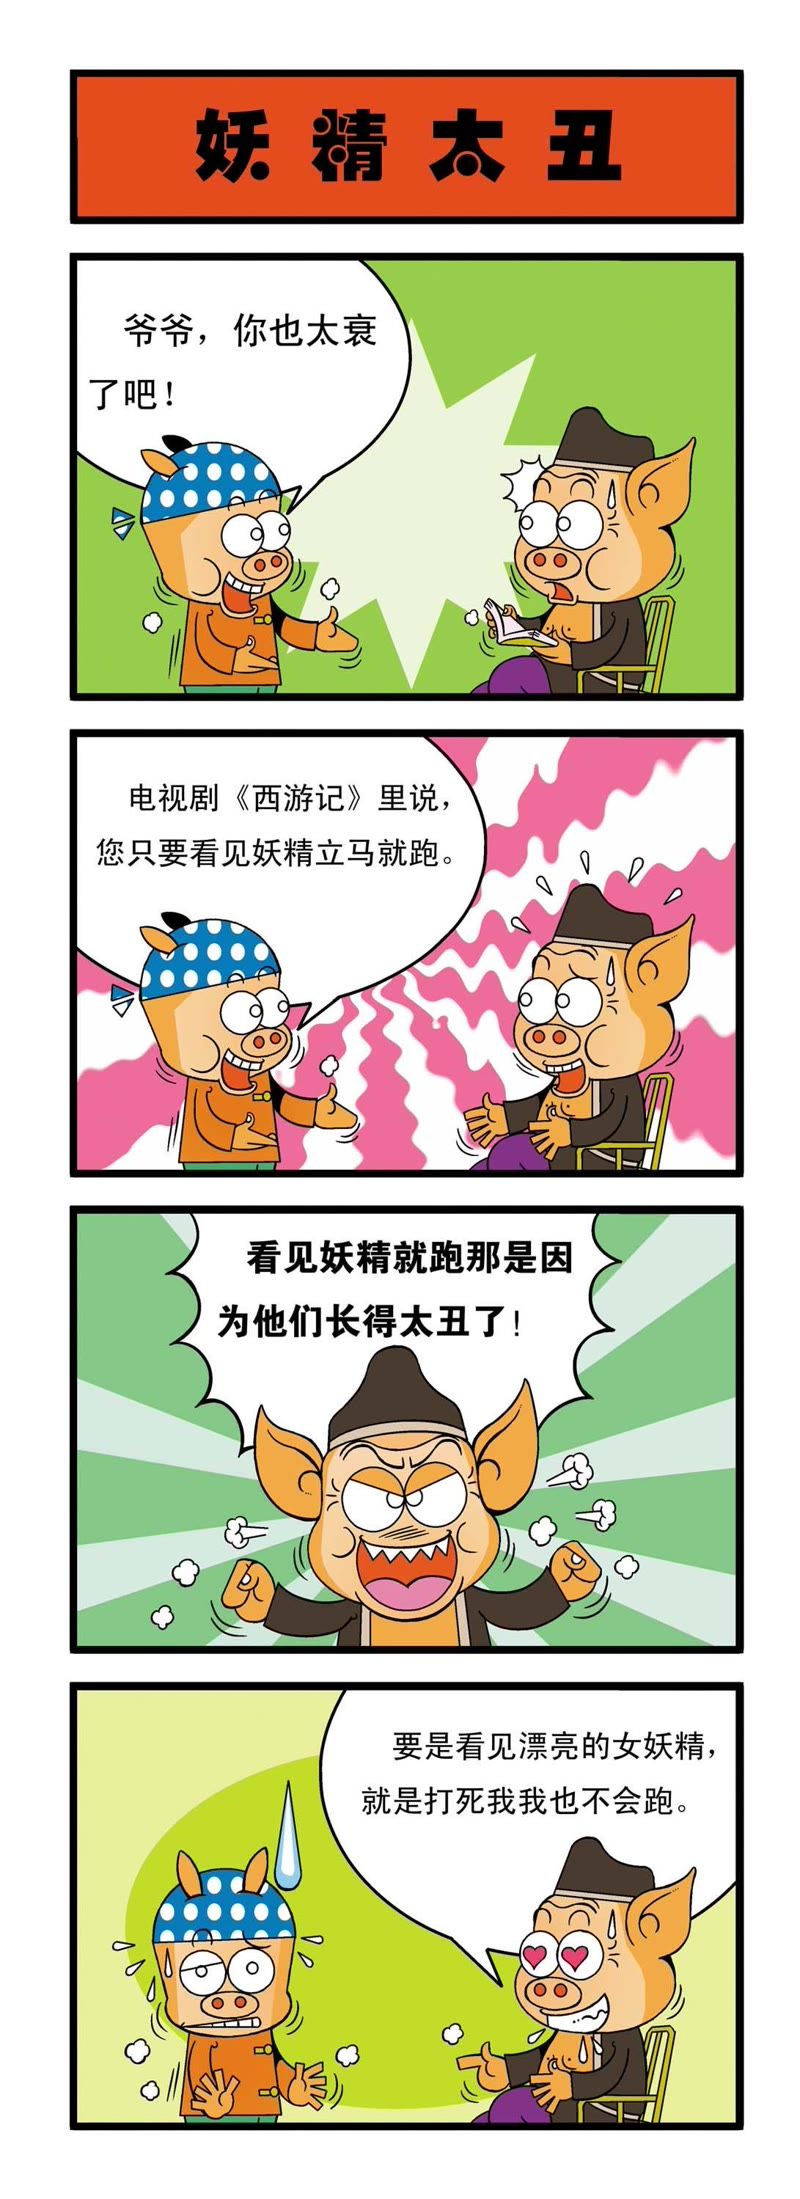 妖精太丑
爷爷，你也太衰
了吧！
电视剧《西游记》里说，
您只要看见妖精立马就跑。
看见妖精就跑那是因
为他们长得太丑了！
要是看见漂亮的女妖精，
就是打死我我也不会跑。